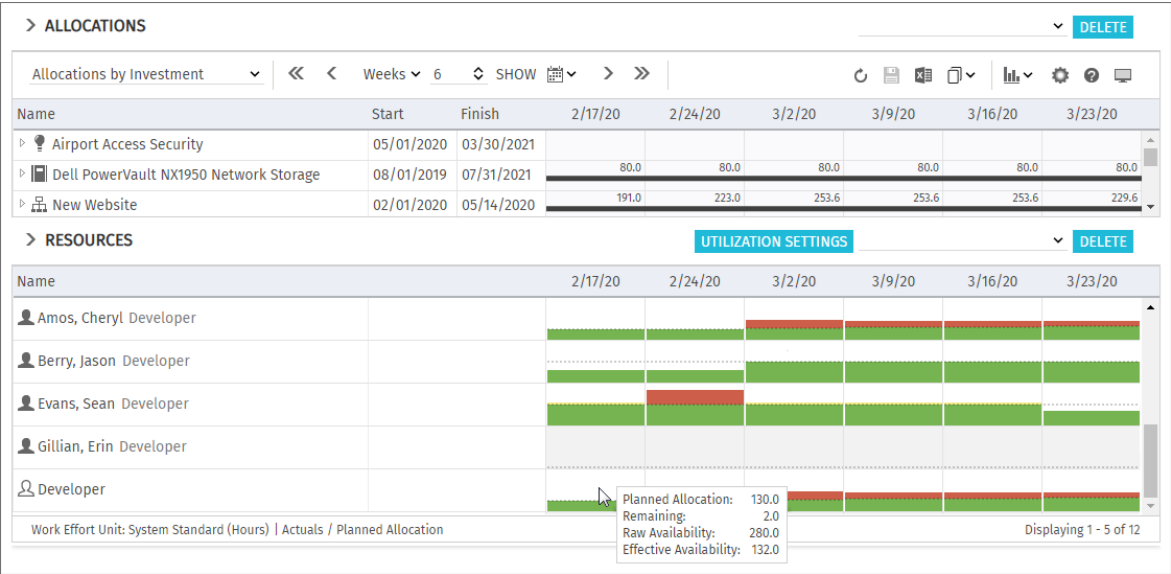 ALLOCATIONS
DELETE
Allocations by Investment Weeks 6 SHOW
Name Start Finish 2/17/20 2/24/20 3/2/20 3/9/20 3/16/20 3/23/20
Airport Access Security 05/01/2020 03/30/2021
Dell PowerVault NX1950 Network Storage 08/01/2019 07/31/2021 80.0 80.0 80.0 80.0 80.0 80.0
New Website 02/01/2020 05/14/2020 191.0 223.0 253.6 253.6 253.6 229.6
RESOURCES UTILIZATION SETTINGS DELETE
Name 2/17/20 2/24/20 3/2/20 3/9/20 3/16/20 3/23/20
Amos, Cheryl Developer
Berry, Jason Developer
Evans, Sean Developer
Gillian, Erin Developer
Developer
Planned Allocation: 130.0
Remaining: 2.0
Raw Availability: 280.0
Effective Availability: 132.0
Work Effort Unit: System Standard (Hours) | Actuals / Planned Allocation
Displaying 1 - 5 of 12